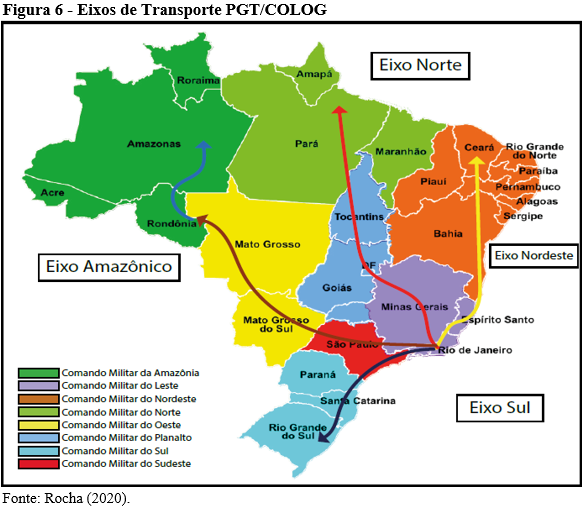 Figura 6 - Eixos de Transporte PGT/COLOG
Eixo Norte
Roraima
Amapá
Amazonas
Pará
Maranhão
Ceará
Rio Grande
do Norte
Paraíba
Pernambuco
Alagoas
Sergipe
Piauí
Acre
Rondônia
Tocantins
Bahia
Mato Grosso
Eixo Amazônico
Eixo Nordeste
DF
Goiás
Minas Gerais
Mato Grosso
do Sul
Espírito Santo
São Paulo
Rio de Janeiro
Paraná
Santa Catarina
Rio Grande
do Sul
Eixo Sul
Comando Militar da Amazônia
Comando Militar do Leste
Comando Militar do Nordeste
Comando Militar do Norte
Comando Militar do Oeste
Comando Militar do Planalto
Comando Militar do Sul
Comando Militar do Sudeste
Fonte: Rocha (2020).